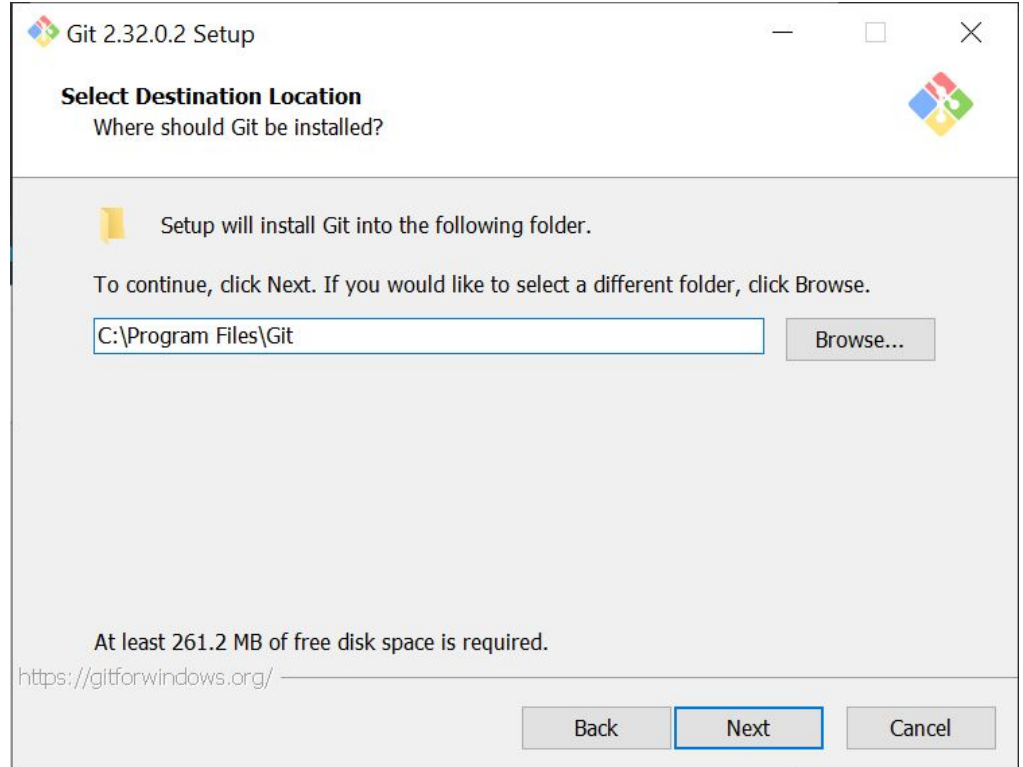 Git 2.32.0.2 Setup
Select Destination Location
Where should Git be installed?
Setup will install Git into the following folder.
To continue, click Next. If you would like to select a different folder, click Browse.
C:\Program Files\Git
Browse...
At least 261.2 MB of free disk space is required.
https://gitforwindows.org/
Back
Next
Cancel